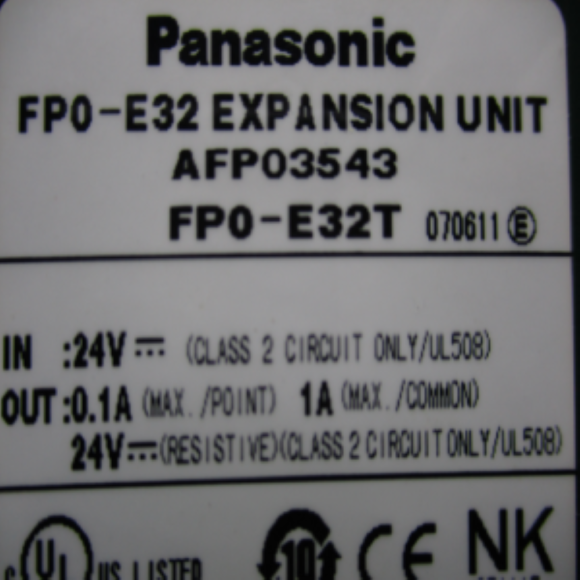 Panasonic
FP0-E32 EXPANSION UNIT
AFP03543
FP0-E32T 070611 Ⓔ
IN :24V⎓ (CLASS 2 CIRCUIT ONLY/UL508)
OUT:0.1A (MAX./POINT) 1A (MAX./COMMON)
24V⎓(RESISTIVE)(CLASS 2 CIRCUIT ONLY/UL508)
c UL US LISTED 10 CE NK